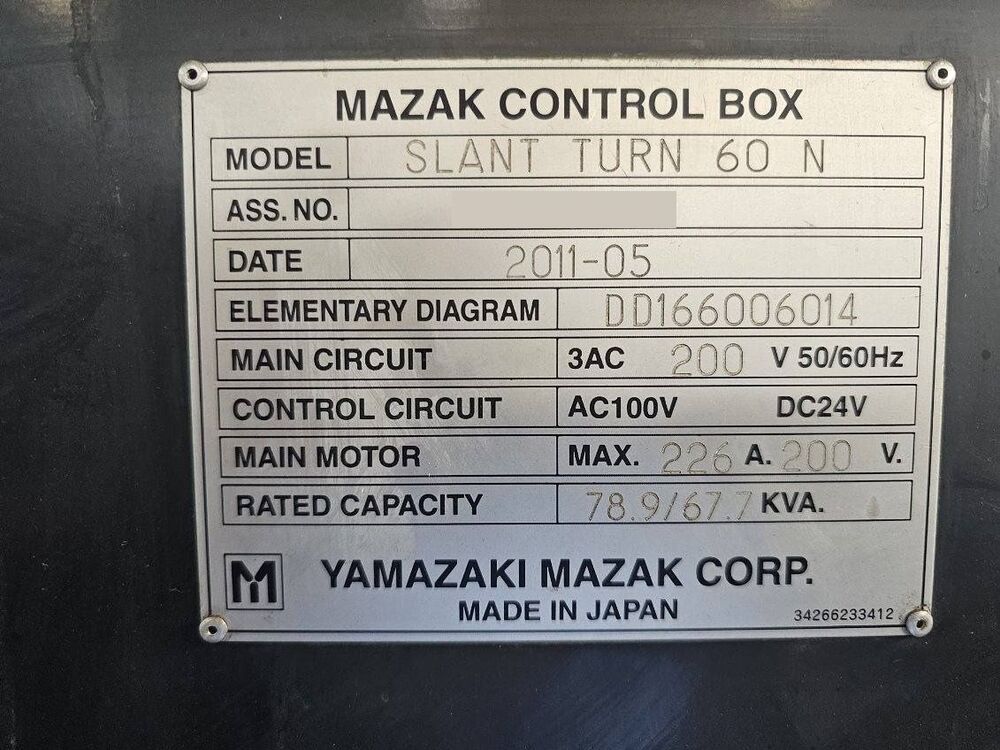 MAZAK CONTROL BOX
MODEL SLANT TURN 60 N
ASS. NO.
DATE 2011-05
ELEMENTARY DIAGRAM DD166006014
MAIN CIRCUIT 3AC 200 V 50/60Hz
CONTROL CIRCUIT AC100V DC24V
MAIN MOTOR MAX. 226 A. 200 V.
RATED CAPACITY 78.9/67.7 KVA.
YAMAZAKI MAZAK CORP.
MADE IN JAPAN 34266233412